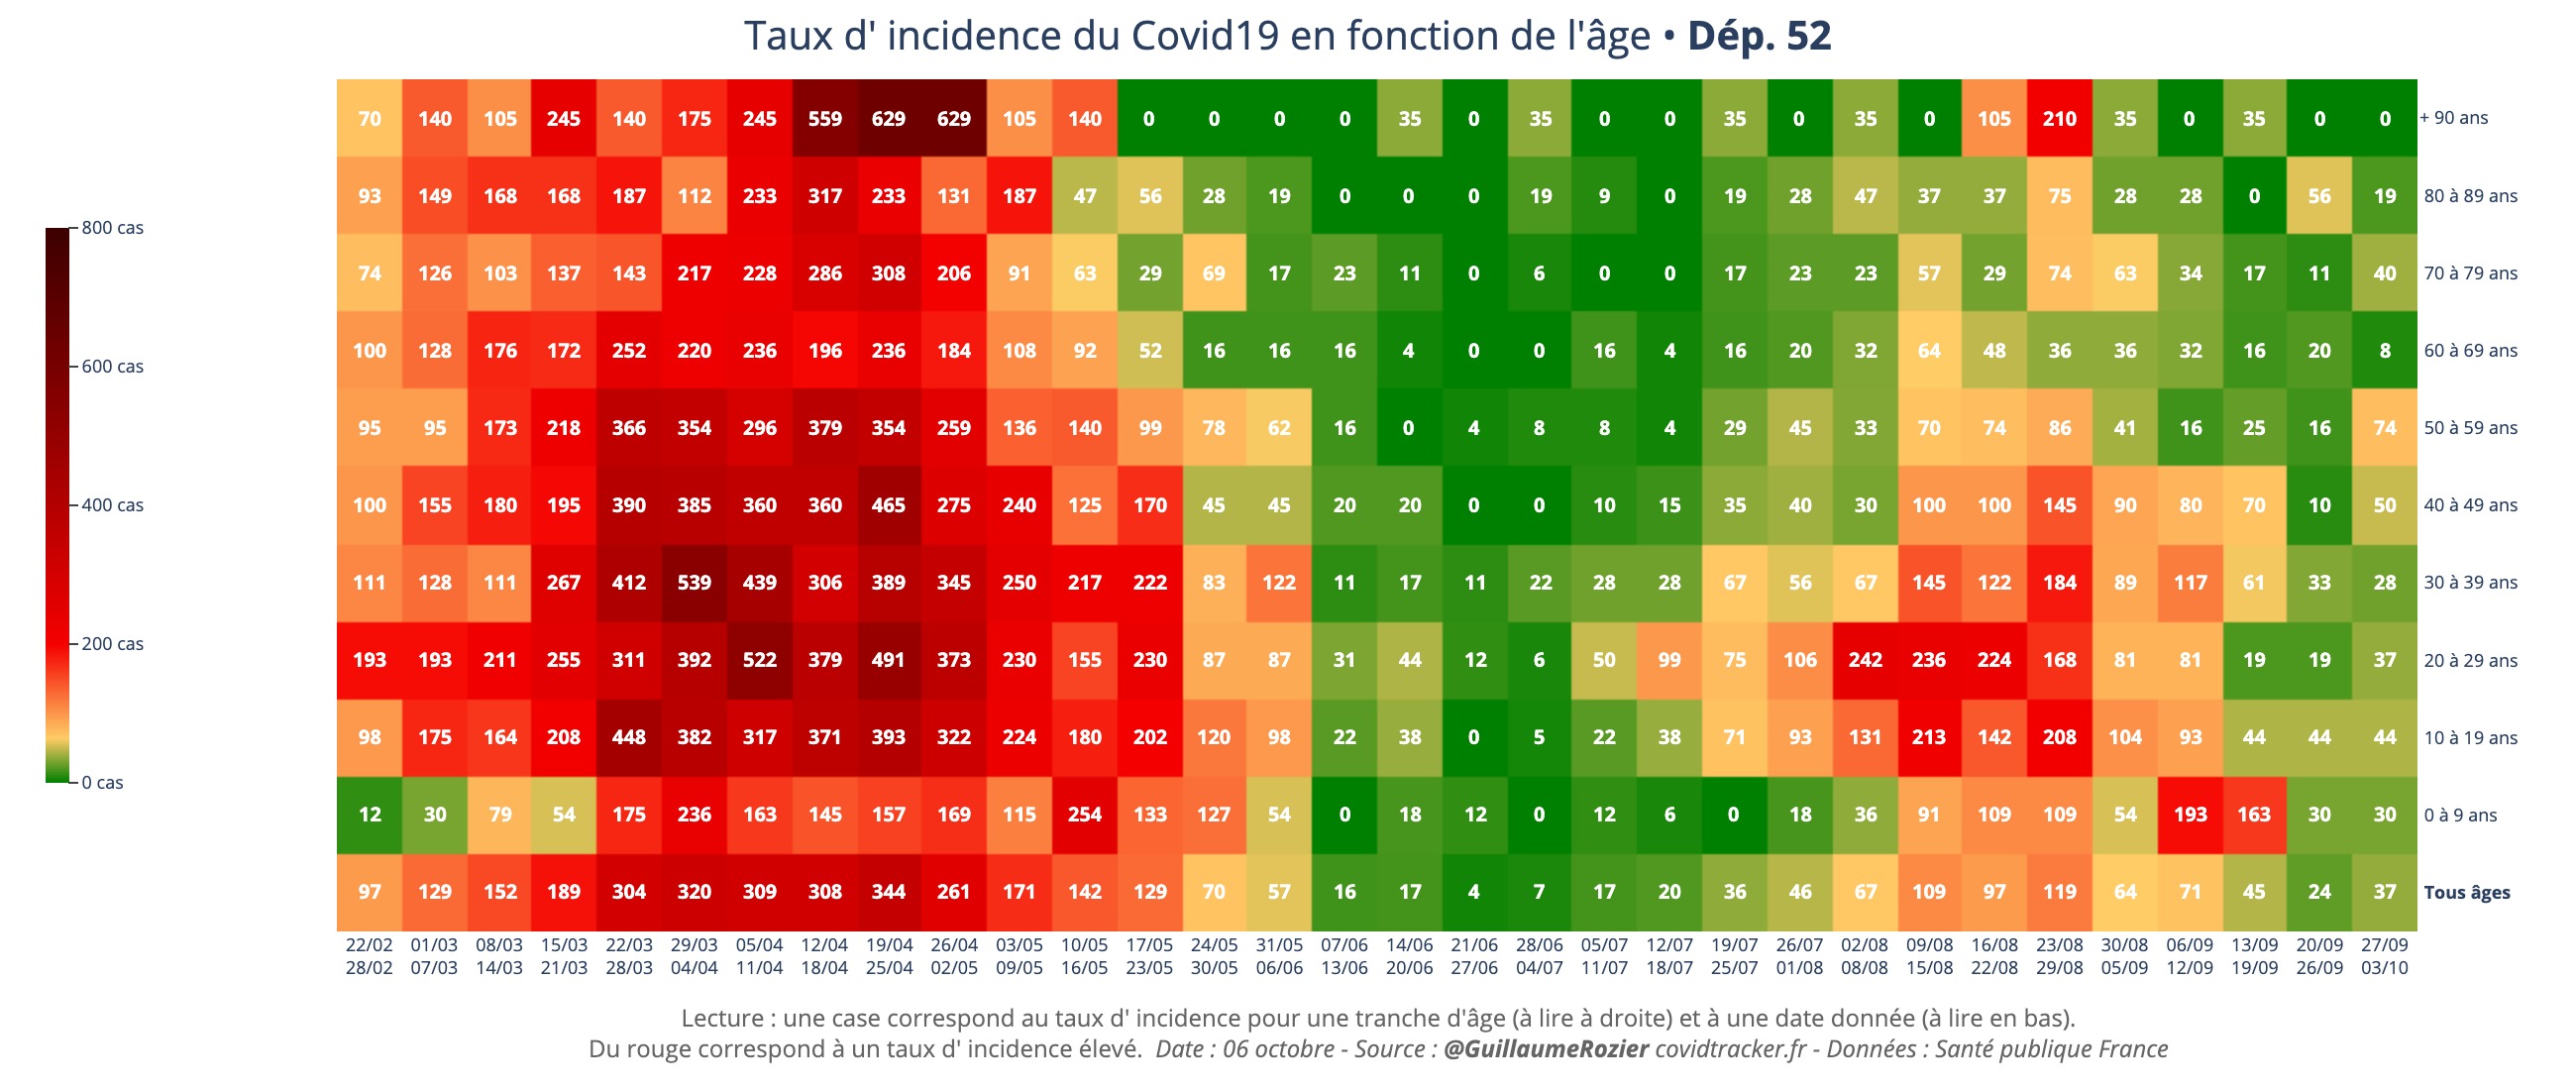 Taux d' incidence du Covid19 en fonction de l'âge • Dép. 52
70 140 105 245 140 175 245 559 629 629 105 140 0 0 0 0 35 0 35 0 0 35 0 35 0 105 210 35 0 35 0 0 + 90 ans
93 149 168 168 187 112 233 317 233 131 187 47 56 28 19 0 0 0 19 9 0 19 28 47 37 37 75 28 28 0 56 19 80 à 89 ans
800 cas
74 126 103 137 143 217 228 286 308 206 91 63 29 69 17 23 11 0 6 0 0 17 23 23 57 29 74 63 34 17 11 40 70 à 79 ans
100 128 176 172 252 220 236 196 236 184 108 92 52 16 16 16 4 0 0 16 4 16 20 32 64 48 36 36 32 16 20 8 60 à 69 ans
600 cas
95 95 173 218 366 354 296 379 354 259 136 140 99 78 62 16 0 4 8 8 4 29 45 33 70 74 86 41 16 25 16 74 50 à 59 ans
400 cas
100 155 180 195 390 385 360 360 465 275 240 125 170 45 45 20 20 0 0 10 15 35 40 30 100 100 145 90 80 70 10 50 40 à 49 ans
111 128 111 267 412 539 439 306 389 345 250 217 222 83 122 11 17 11 22 28 28 67 56 67 145 122 184 89 117 61 33 28 30 à 39 ans
200 cas
193 193 211 255 311 392 522 379 491 373 230 155 230 87 87 31 44 12 6 50 99 75 106 242 236 224 168 81 81 19 19 37 20 à 29 ans
98 175 164 208 448 382 317 371 393 322 224 180 202 120 98 22 38 0 5 22 38 71 93 131 213 142 208 104 93 44 44 44 10 à 19 ans
0 cas
12 30 79 54 175 236 163 145 157 169 115 254 133 127 54 0 18 12 0 12 6 0 18 36 91 109 109 54 193 163 30 30 0 à 9 ans
97 129 152 189 304 320 309 308 344 261 171 142 129 70 57 16 17 4 7 17 20 36 46 67 109 97 119 64 71 45 24 37 Tous âges
22/02 01/03 08/03 15/03 22/03 29/03 05/04 12/04 19/04 26/04 03/05 10/05 17/05 24/05 31/05 07/06 14/06 21/06 28/06 05/07 12/07 19/07 26/07 02/08 09/08 16/08 23/08 30/08 06/09 13/09 20/09 27/09
28/02 07/03 14/03 21/03 28/03 04/04 11/04 18/04 25/04 02/05 09/05 16/05 23/05 30/05 06/06 13/06 20/06 27/06 04/07 11/07 18/07 25/07 01/08 08/08 15/08 22/08 29/08 05/09 12/09 19/09 26/09 03/10
Lecture : une case correspond au taux d' incidence pour une tranche d'âge (à lire à droite) et à une date donnée (à lire en bas).
Du rouge correspond à un taux d' incidence élevé. Date : 06 octobre - Source : @GuillaumeRozier covidtracker.fr - Données : Santé publique France